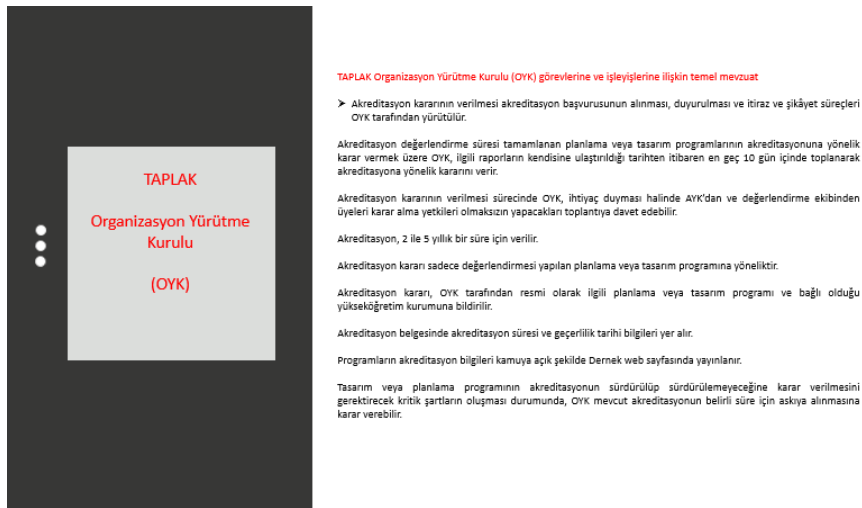 TAPLAK
Organizasyon Yürütme
Kurulu
(OYK)
TAPLAK Organizasyon Yürütme Kurulu (OYK) görevlerine ve işleyişlerine ilişkin temel mevzuat
➤ Akreditasyon kararının verilmesi akreditasyon başvurusunun alınması, duyurulması ve itiraz ve şikâyet süreçleri
OYK tarafından yürütülür.
Akreditasyon değerlendirme süresi tamamlanan planlama veya tasarım programlarının akreditasyonuna yönelik
karar vermek üzere OYK, ilgili raporların kendisine ulaştırıldığı tarihten itibaren en geç 10 gün içinde toplanarak
akreditasyona yönelik kararını verir.
Akreditasyon kararının verilmesi sürecinde OYK, ihtiyaç duyması halinde AYK'dan ve değerlendirme ekibinden
üyeleri karar alma yetkileri olmaksızın yapacakları toplantıya davet edebilir.
Akreditasyon, 2 ile 5 yıllık bir süre için verilir.
Akreditasyon kararı sadece değerlendirmesi yapılan planlama veya tasarım programına yöneliktir.
Akreditasyon kararı, OYK tarafından resmi olarak ilgili planlama veya tasarım programı ve bağlı olduğu
yükseköğretim kurumuna bildirilir.
Akreditasyon belgesinde akreditasyon süresi ve geçerlilik tarihi bilgileri yer alır.
Programların akreditasyon bilgileri kamuya açık şekilde Dernek web sayfasında yayınlanır.
Tasarım veya planlama programının akreditasyonun sürdürülüp sürdürülemeyeceğine karar verilmesini
gerektirecek kritik şartların oluşması durumunda, OYK mevcut akreditasyonun belirli süre için askıya alınmasına
karar verebilir.